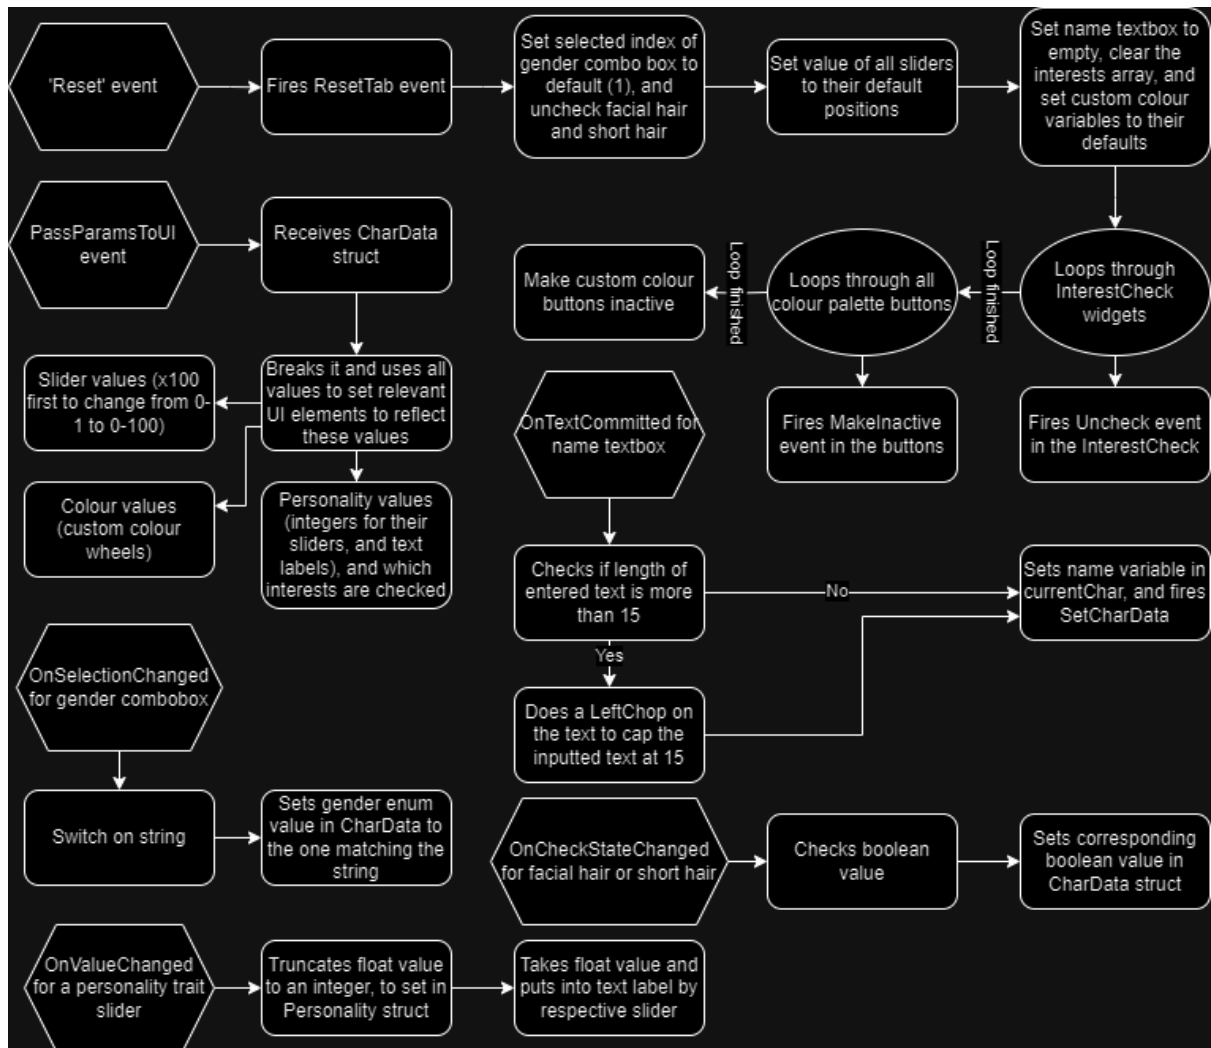 'Reset' event
Fires ResetTab event
Set selected index of
gender combo box to
default (1), and
uncheck facial hair
and short hair
Set value of all sliders
to their default
positions
Set name textbox to
empty, clear the
interests array, and
set custom colour
variables to their
defaults
Loops through
InterestCheck
widgets
Loop finished
Fires Uncheck event
in the InterestCheck
Loops through all
colour palette buttons
Loop finished
Fires MakeInactive
event in the buttons
Make custom colour
buttons inactive
PassParamsToUI
event
Receives CharData
struct
Breaks it and uses all
values to set relevant
UI elements to reflect
these values
Slider values (x100
first to change from 0-
1 to 0-100)
Colour values
(custom colour
wheels)
Personality values
(integers for their
sliders, and text
labels), and which
interests are checked
OnTextCommitted for
name textbox
Checks if length of
entered text is more
than 15
No
Sets name variable in
currentChar, and fires
SetCharData
Yes
Does a LeftChop on
the text to cap the
inputted text at 15
OnSelectionChanged
for gender combobox
Switch on string
Sets gender enum
value in CharData to
the one matching the
string
OnCheckStateChanged
for facial hair or short hair
Checks boolean
value
Sets corresponding
boolean value in
CharData struct
OnValueChanged
for a personality trait
slider
Truncates float value
to an integer, to set in
Personality struct
Takes float value and
puts into text label by
respective slider